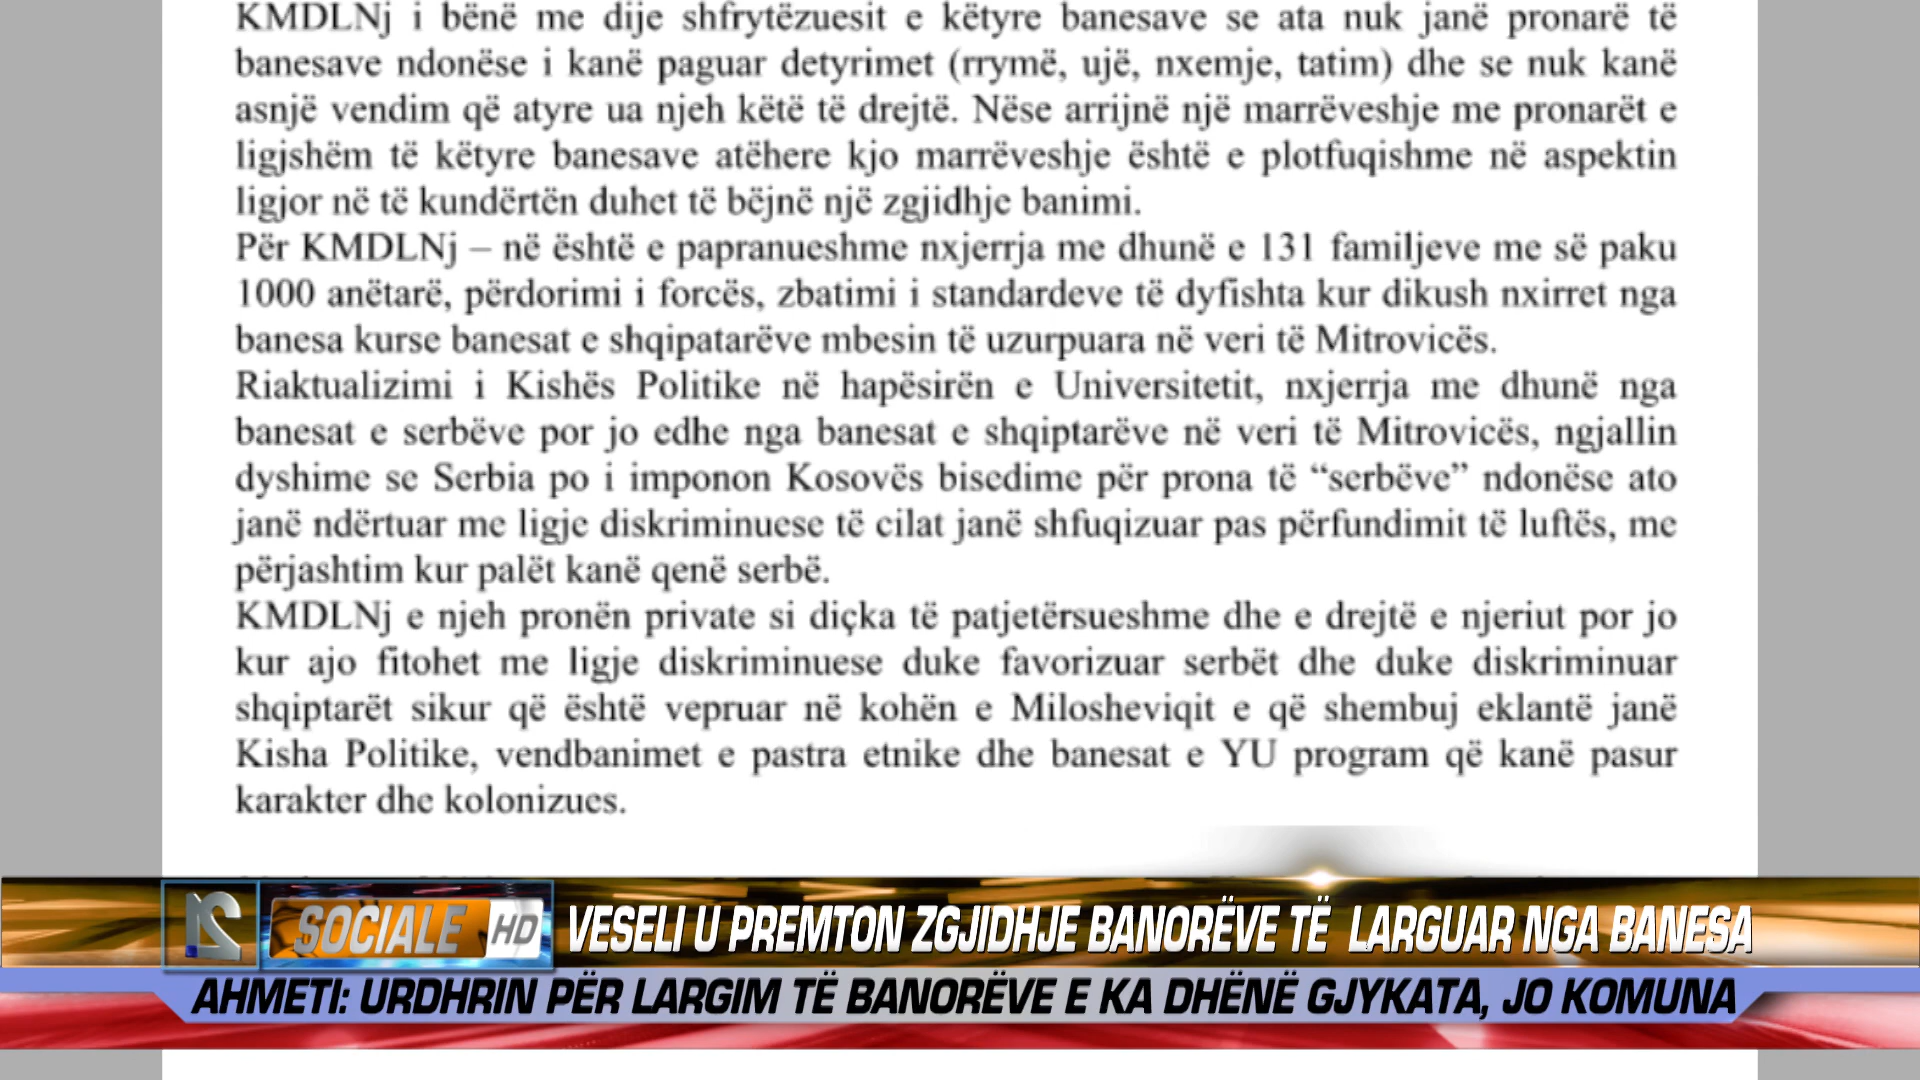 KMDLNj i bënë me dije shfrytëzuesit e këtyre banesave se ata nuk janë pronarë të
banesave ndonëse i kanë paguar detyrimet (rrymë, ujë, nxemje, tatim) dhe se nuk kanë
asnjë vendim që atyre ua njeh këtë të drejtë. Nëse arrijnë një marrëveshje me pronarët e
ligjshëm të këtyre banesave atëhere kjo marrëveshje është e plotfuqishme në aspektin
ligjor në të kundërtën duhet të bëjnë një zgjidhje banimi.
Për KMDLNj – në është e papranueshme nxjerrja me dhunë e 131 familjeve me së paku
1000 anëtarë, përdorimi i forcës, zbatimi i standardeve të dyfishta kur dikush nxirret nga
banesa kurse banesat e shqipatarëve mbesin të uzurpuara në veri të Mitrovicës.
Riaktualizimi i Kishës Politike në hapësirën e Universitetit, nxjerrja me dhunë nga
banesat e serbëve por jo edhe nga banesat e shqiptarëve në veri të Mitrovicës, ngjallin
dyshime se Serbia po i imponon Kosovës bisedime për prona të “serbëve” ndonëse ato
janë ndërtuar me ligje diskriminuese të cilat janë shfuqizuar pas përfundimit të luftës, me
përjashtim kur palët kanë qenë serbë.
KMDLNj e njeh pronën private si diçka të patjetërsueshme dhe e drejtë e njeriut por jo
kur ajo fitohet me ligje diskriminuese duke favorizuar serbët dhe duke diskriminuar
shqiptarët sikur që është vepruar në kohën e Milosheviqit e që shembuj eklantë janë
Kisha Politike, vendbanimet e pastra etnike dhe banesat e YU program që kanë pasur
karakter dhe kolonizues.
SOCIALE HD VESELI U PREMTON ZGJIDHJE BANORËVE TË LARGUAR NGA BANESA
AHMETI: URDHRIN PËR LARGIM TË BANORËVE E KA DHËNË GJYKATA, JO KOMUNA